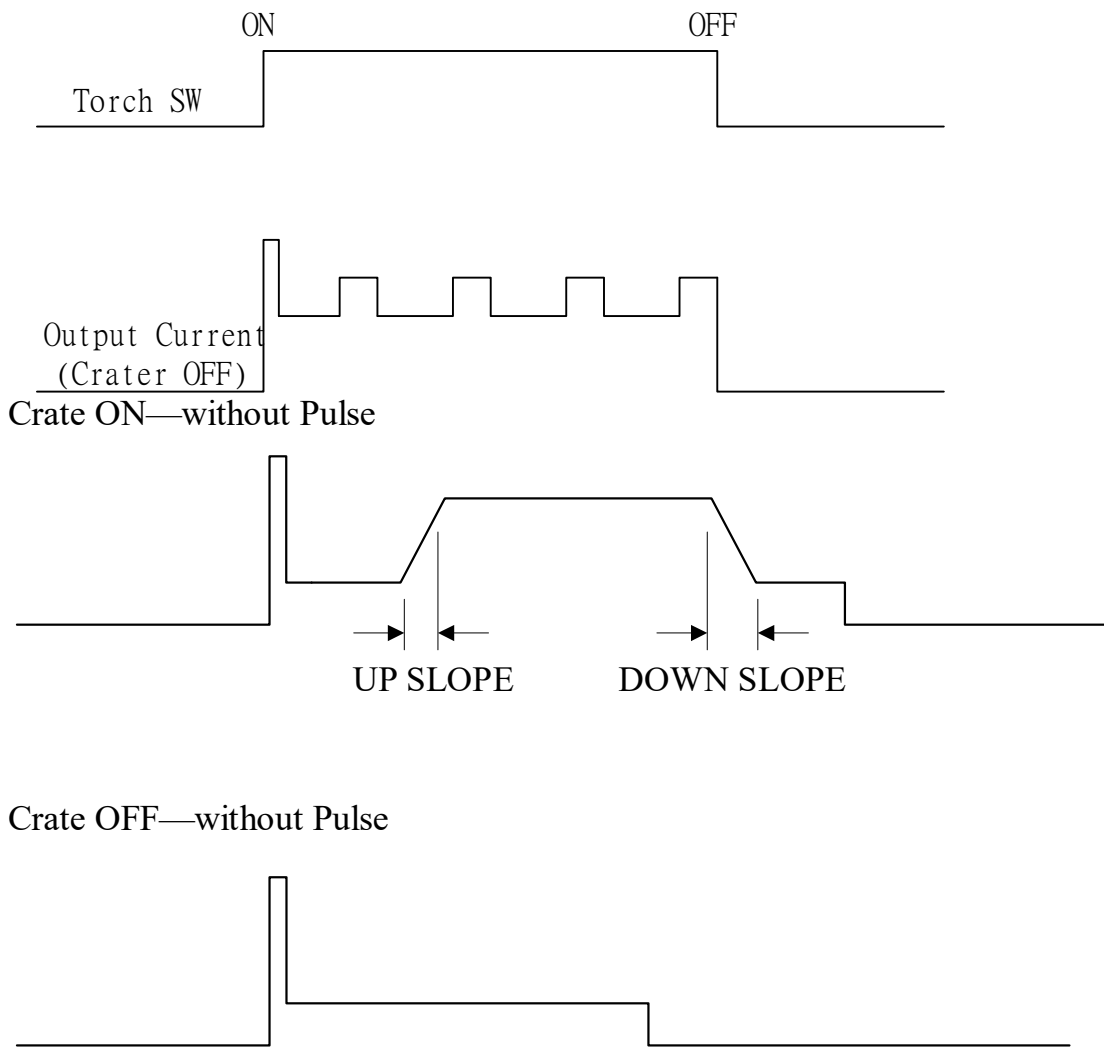 ON OFF
Torch SW
Output Current
(Crater OFF)
Crate ON—without Pulse
UP SLOPE DOWN SLOPE
Crate OFF—without Pulse